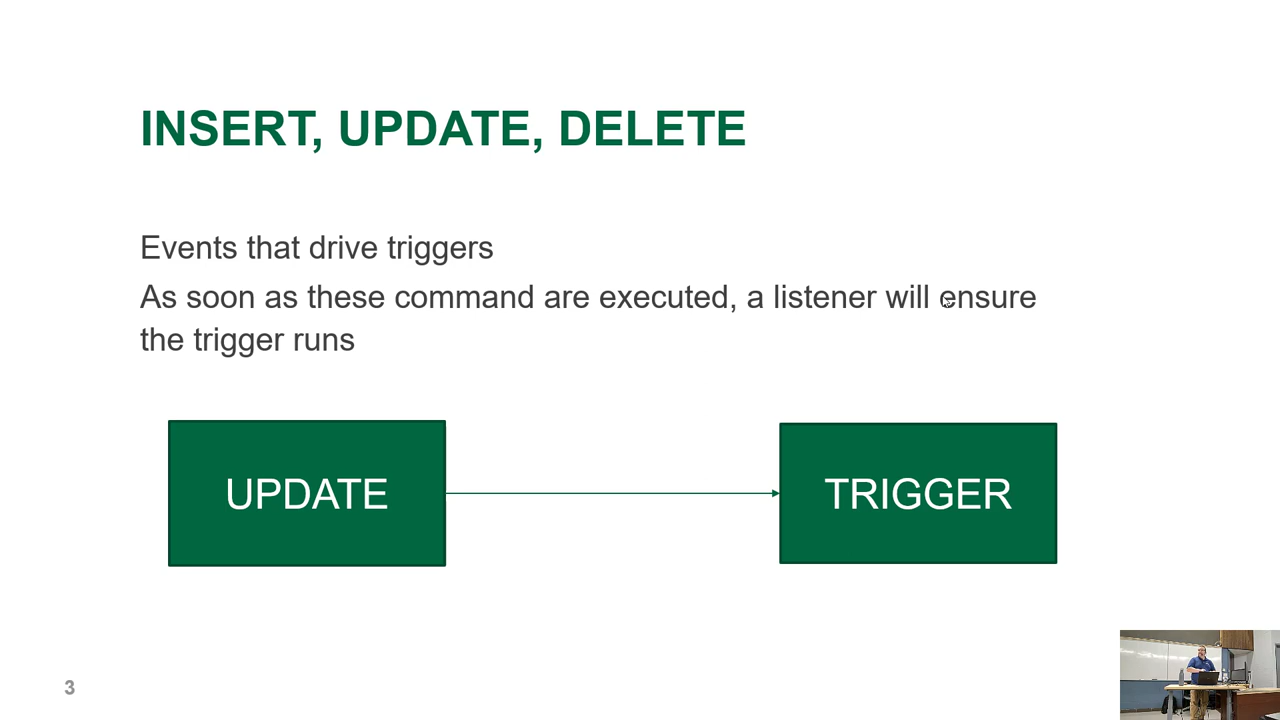 INSERT, UPDATE, DELETE
Events that drive triggers
As soon as these command are executed, a listener will ensure
the trigger runs
UPDATE
TRIGGER
3